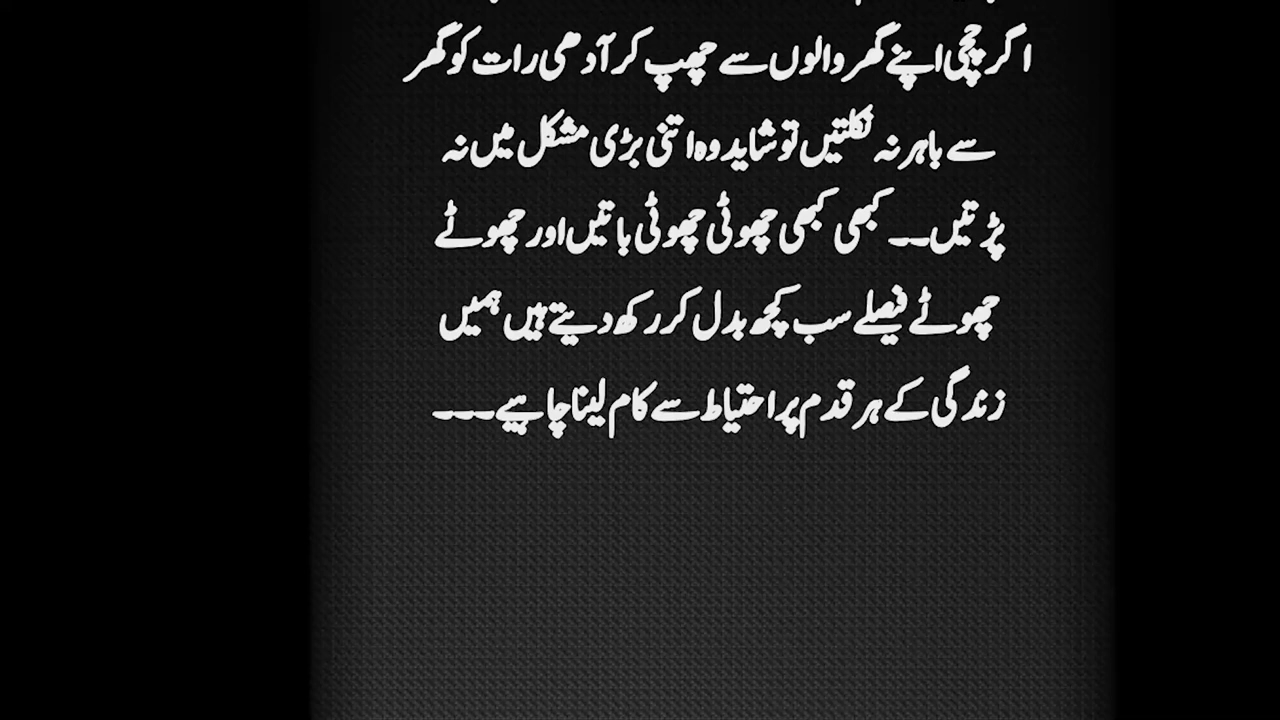 اگر چچی اپنے گھر والوں سے چھپ کر آدھی رات کو گھر
سے باہر نہ نکلتیں تو شاید وہ اتنی بڑی مشکل میں نہ
پڑتیں۔۔ کبھی کبھی چھوٹی چھوٹی باتیں اور چھوٹے
چھوٹے فیصلے سب کچھ بدل کر رکھ دیتے ہیں ہمیں
زندگی کے ہر قدم پر احتیاط سے کام لینا چاہیے۔۔۔